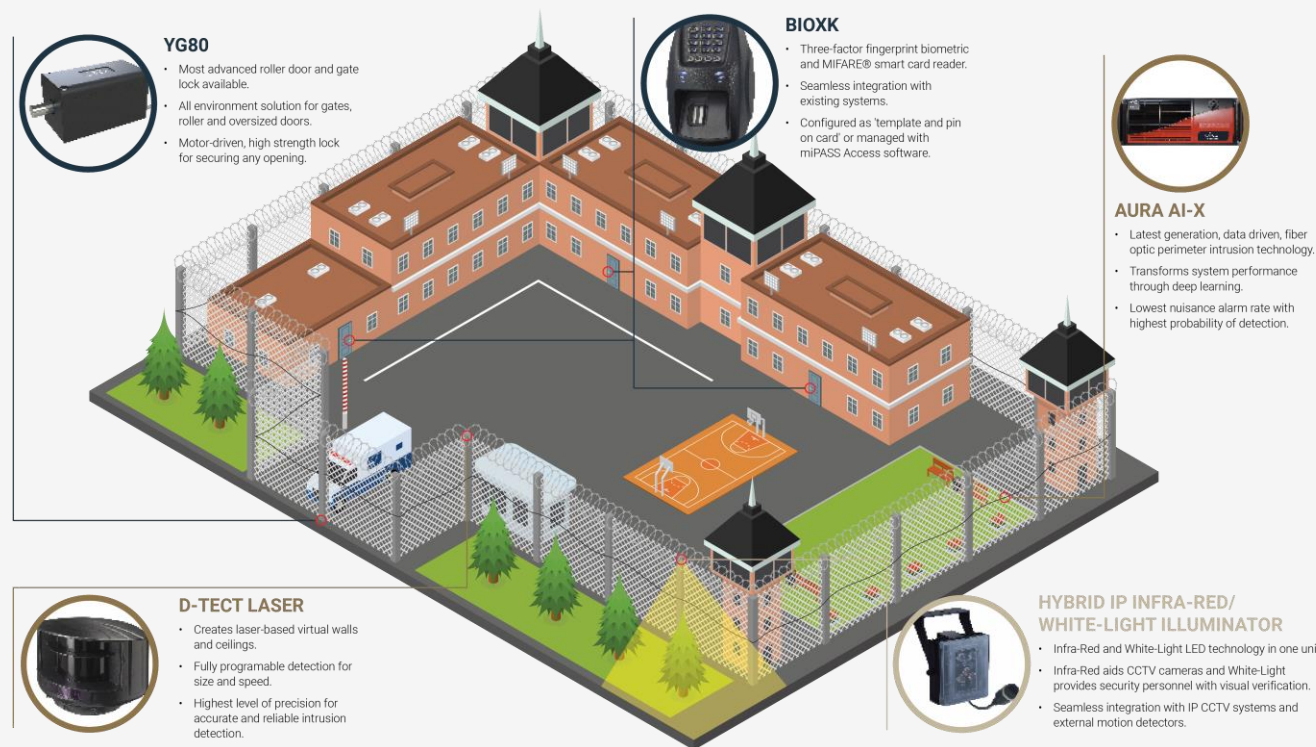 YG80
• Most advanced roller door and gate
lock available.
• All environment solution for gates,
roller and oversized doors.
• Motor-driven, high strength lock
for securing any opening.
BIOXK
• Three-factor fingerprint biometric
and MIFARE® smart card reader.
• Seamless integration with
existing systems.
• Configured as 'template and pin
on card' or managed with
miPASS Access software.
AURA AI-X
• Latest generation, data driven, fiber
optic perimeter intrusion technology.
• Transforms system performance
through deep learning.
• Lowest nuisance alarm rate with
highest probability of detection.
D-TECT LASER
• Creates laser-based virtual walls
and ceilings.
• Fully programable detection for
size and speed.
• Highest level of precision for
accurate and reliable intrusion
detection.
HYBRID IP INFRA-RED/
WHITE-LIGHT ILLUMINATOR
• Infra-Red and White-Light LED technology in one uni
• Infra-Red aids CCTV cameras and White-Light
provides security personnel with visual verification.
• Seamless integration with IP CCTV systems and
external motion detectors.